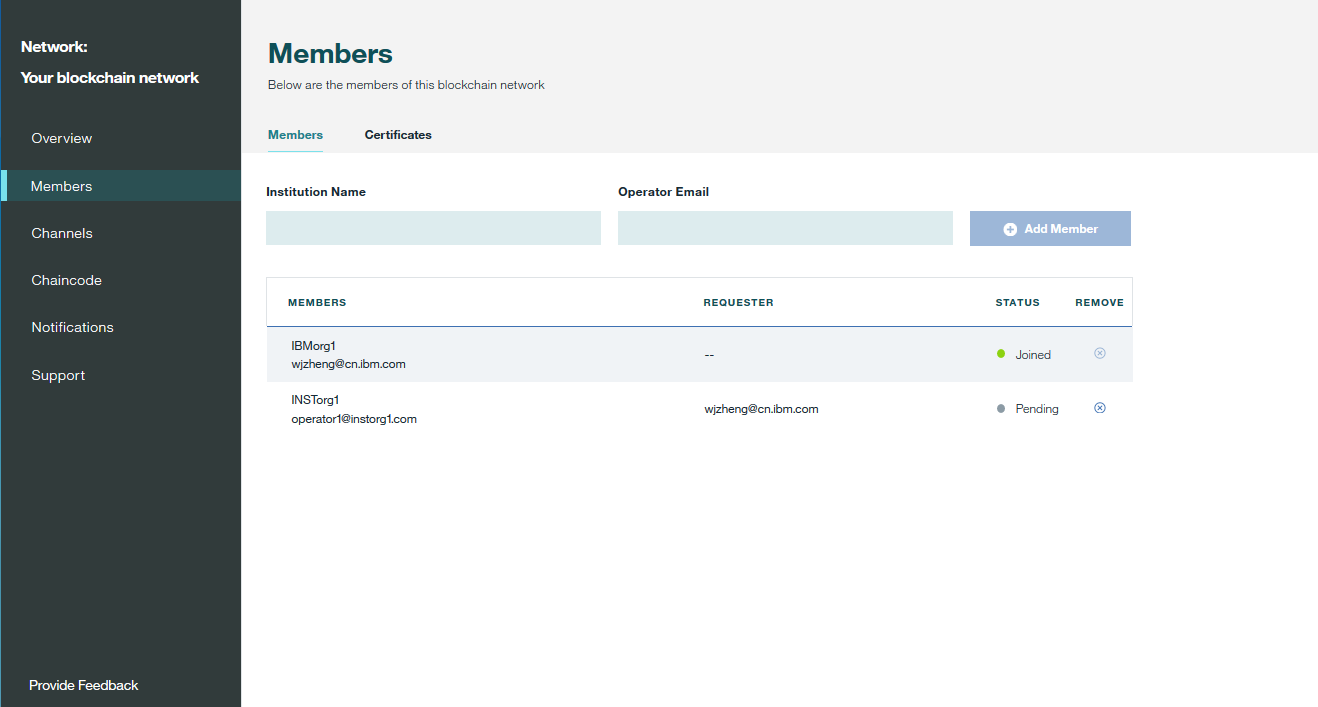 Network:
Your blockchain network
Overview
Members
Channels
Chaincode
Notifications
Support
Provide Feedback
Members
Below are the members of this blockchain network
Members Certificates
Institution Name Operator Email
Add Member
MEMBERS REQUESTER STATUS REMOVE
IBMorg1
wjzheng@cn.ibm.com -- Joined
INSTorg1
operator1@instorg1.com wjzheng@cn.ibm.com Pending